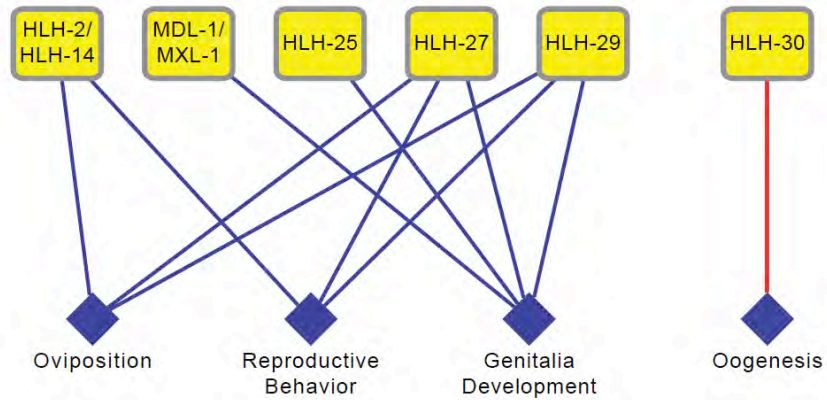 HLH-2/
HLH-14
MDL-1/
MXL-1
HLH-25
HLH-27
HLH-29
HLH-30
Oviposition
Reproductive
Behavior
Genitalia
Development
Oogenesis